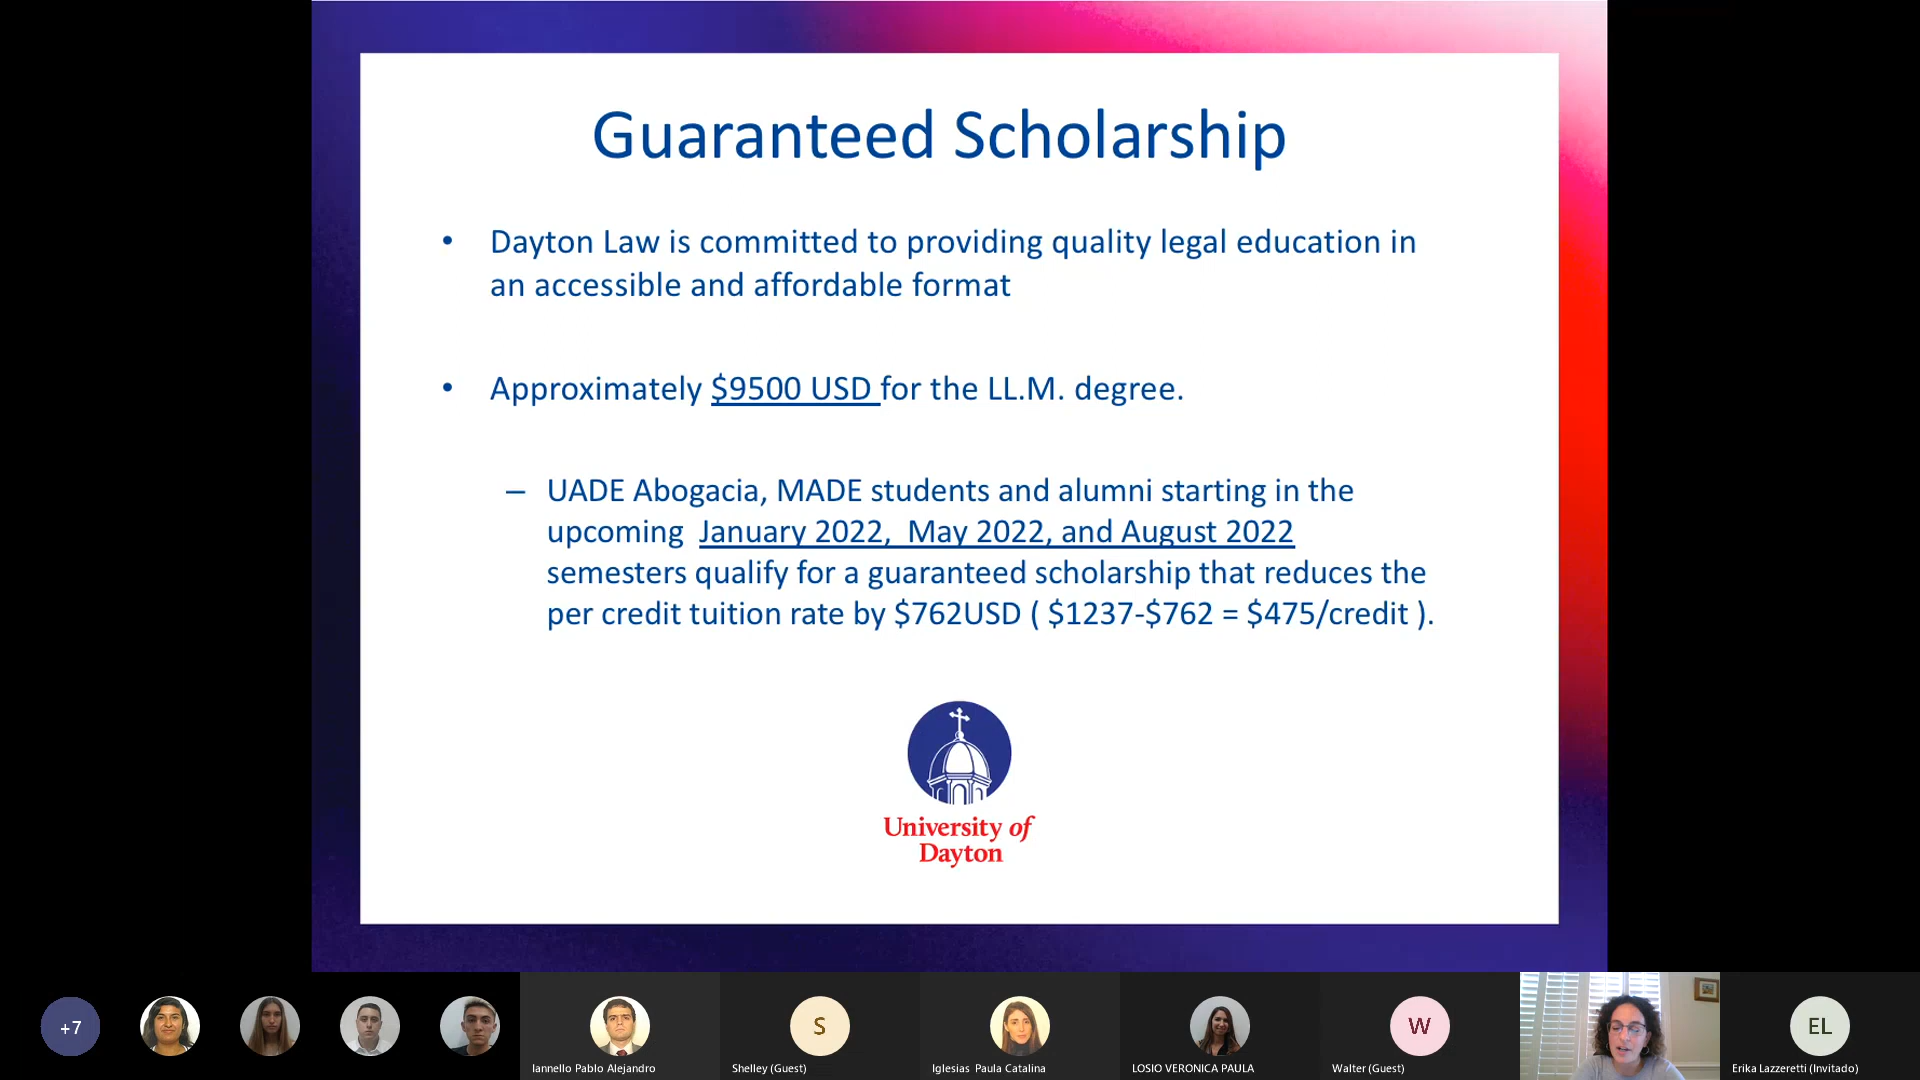 Guaranteed Scholarship
• Dayton Law is committed to providing quality legal education in
an accessible and affordable format
• Approximately $9500 USD for the LL.M. degree.
– UADE Abogacia, MADE students and alumni starting in the
upcoming January 2022, May 2022, and August 2022
semesters qualify for a guaranteed scholarship that reduces the
per credit tuition rate by $762USD ( $1237-$762 = $475/credit ).
University of
Dayton
+7
S
W
EL
Iannello Pablo Alejandro
Shelley (Guest)
Iglesias Paula Catalina
LOSIO VERONICA PAULA
Walter (Guest)
Erika Lazzeretti (Invitado)